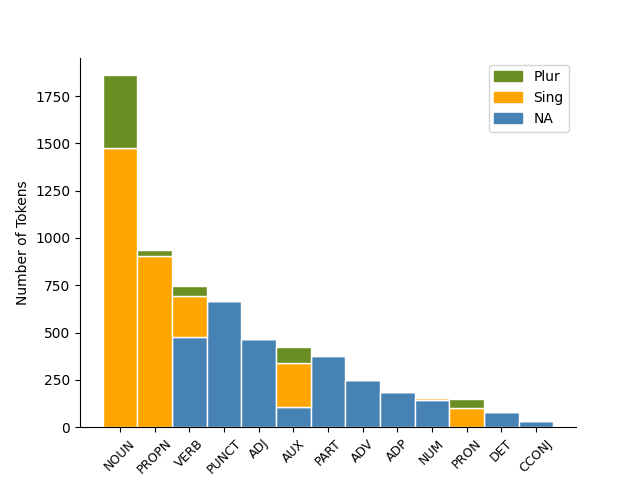 Plur
Sing
NA
Number of Tokens
1750
1500
1250
1000
750
500
250
0
NOUN
PROPN
VERB
PUNCT
ADJ
AUX
PART
ADV
ADP
NUM
PRON
DET
CCONJ